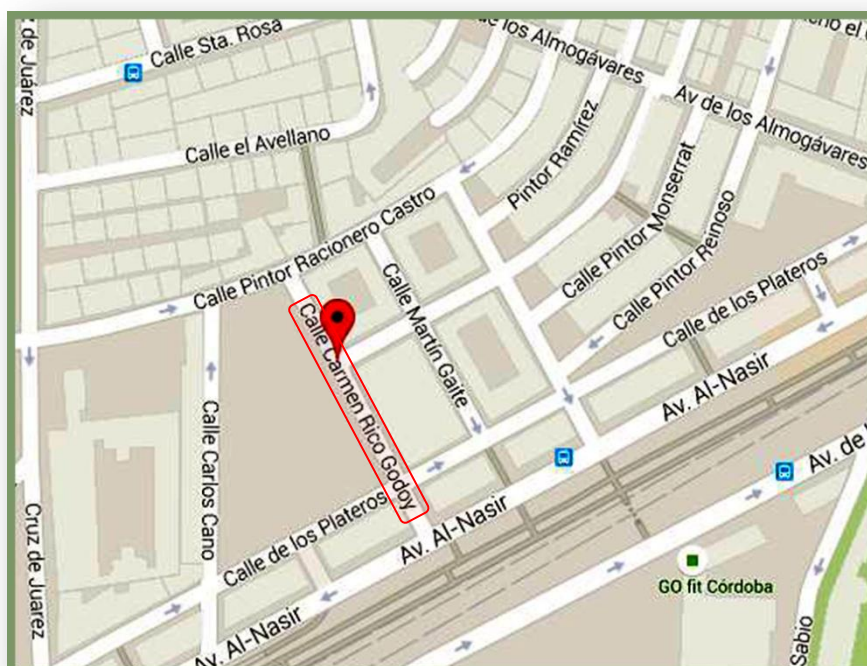 z de Juárez
Calle Sta. Rosa
de los Almogávares
Av de los Almogávares
Calle el Avellano
Pintor Ramírez
Calle Pintor Monserrat
Calle Pintor Reinoso
Calle Pintor Racionero Castro
Calle Martín Gaite
Calle de los Plateros
Calle Carmen Rico Godoy
Av. Al-Nasir
Calle Carlos Cano
Cruz de Juarez
Calle de los Plateros
Av. Al-Nasir
Av. de
GO fit Córdoba
Av. Al-Nasir
Sabio